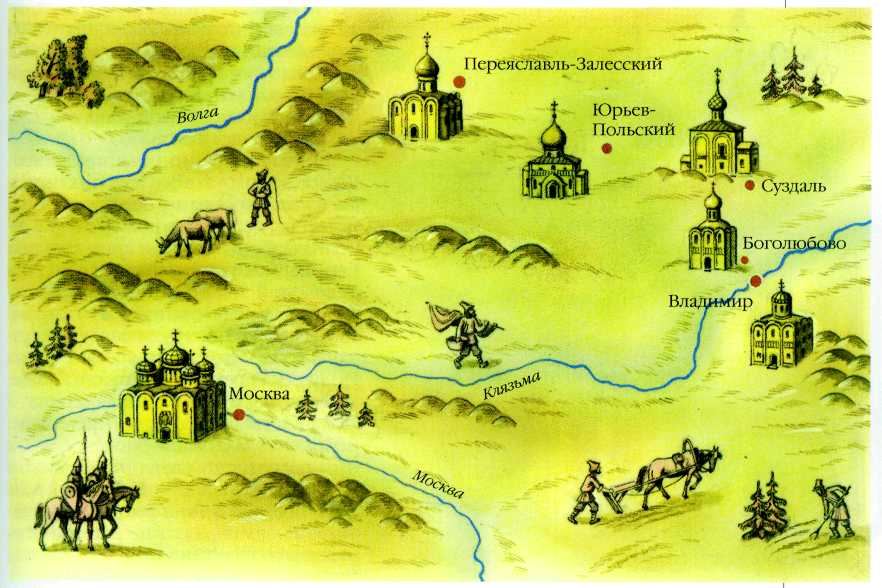 Переяславль-Залесский
Волга
Юрьев-
Польский
Суздаль
Боголюбово
Владимир
Клязьма
Москва
Москва